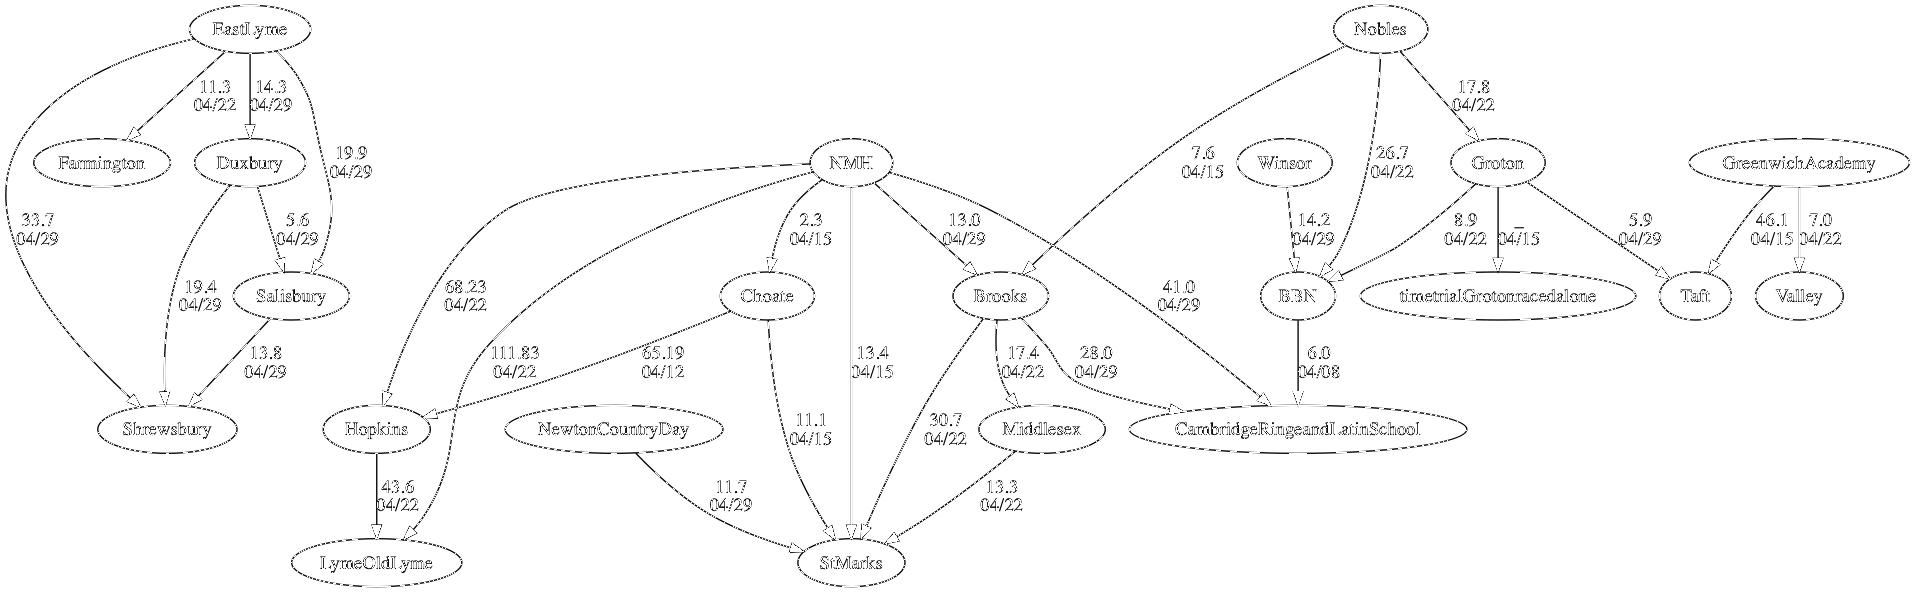 EastLyme
Nobles
11.3
04/22
14.3
04/29
17.8
04/22
Farmington
Duxbury
19.9
04/29
NMH
7.6
04/15
Winsor
26.7
04/22
Groton
GreenwichAcademy
33.7
04/29
5.6
04/29
2.3
04/15
13.0
04/29
14.2
04/29
8.9
04/22
_
04/15
5.9
04/29
46.1
04/15
7.0
04/22
19.4
04/29
Salisbury
68.23
04/22
Choate
Brooks
41.0
04/29
BBN
timetrialGrotonracedalone
Taft
Valley
13.8
04/29
111.83
04/22
65.19
04/12
13.4
04/15
17.4
04/22
28.0
04/29
6.0
04/08
Shrewsbury
Hopkins
NewtonCountryDay
11.1
04/15
30.7
04/22
Middlesex
CambridgeRingeandLatinSchool
43.6
04/22
11.7
04/29
13.3
04/22
LymeOldLyme
StMarks